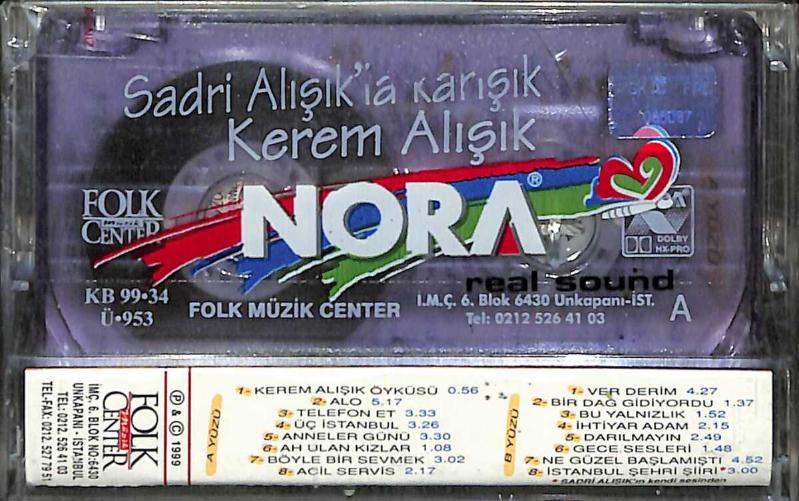 Sadri Alışık'la Karışık
Kerem Alışık
FOLK
müzik
CENTER
NORA®
DOLBY
HX-PRO
real sound
KB 99•34
Ü•953
FOLK MÜZİK CENTER
İ.M.Ç. 6. Blok 6430 Unkapanı-İST.
Tel: 0212 526 41 03
A
FOLK
müzik
CENTER
İMÇ. 6. BLOK NO:6430
UNKAPANI - İSTANBUL
TEL: 0212 526 41 03
TEL-FAX: 0212 527 79 51
℗ & © 1999
A YÜZÜ
1- KEREM ALIŞIK ÖYKÜSÜ 0.56
2- ALO 5.17
3- TELEFON ET 3.33
4- ÜÇ İSTANBUL 3.26
5- ANNELER GÜNÜ 3.30
6- AH ULAN KIZLAR 1.08
7- BÖYLE BİR SEVMEK 3.02
8- ACİL SERVİS 2.17
B YÜZÜ
1- VER DERİM 4.27
2- BİR DAĞ GİDİYORDU 1.37
3- BU YALNIZLIK 1.52
4- İHTİYAR ADAM 2.15
5- DARILMAYIN 2.49
6- GECE SESLERİ 1.48
7- NE GÜZEL BAŞLAMIŞTI 4.52
8- İSTANBUL ŞEHRİ ŞİİRİ *3.00
* SADRİ ALIŞIK'ın kendi sesinden